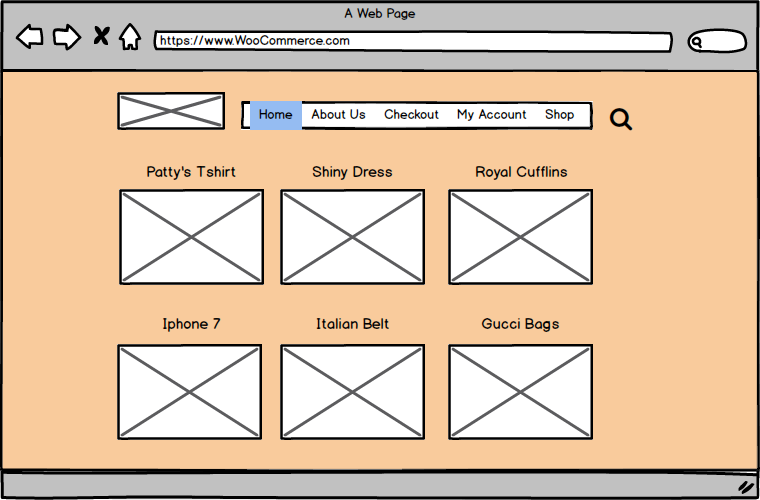 A Web Page
https://www.WooCommerce.com
Home About Us Checkout My Account Shop
Patty's Tshirt Shiny Dress Royal Cufflins
Iphone 7 Italian Belt Gucci Bags